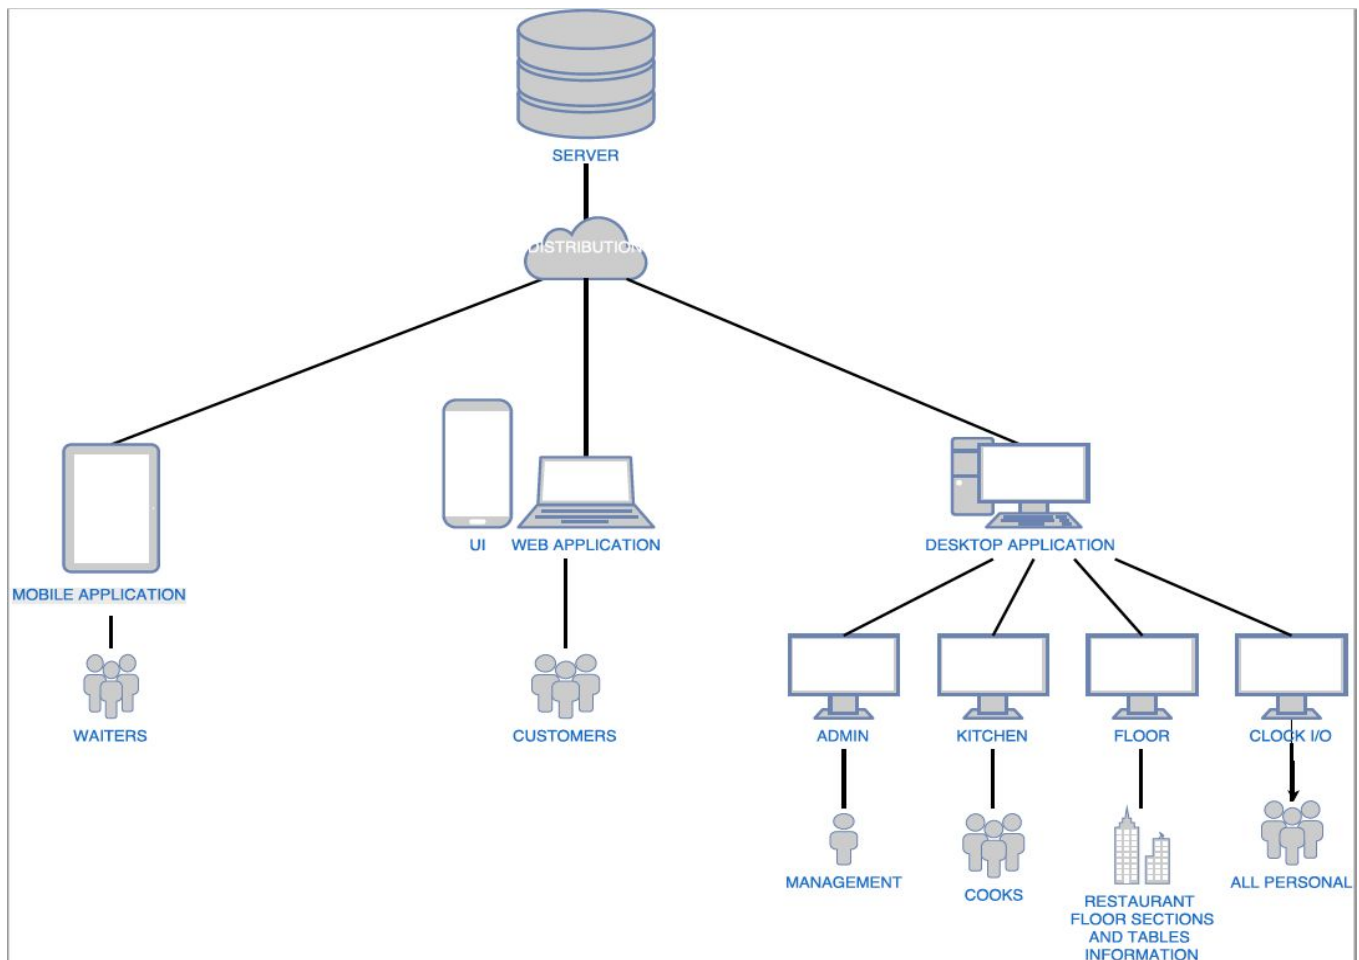 SERVER
DISTRIBUTION
UI
WEB APPLICATION
DESKTOP APPLICATION
MOBILE APPLICATION
WAITERS
CUSTOMERS
ADMIN
KITCHEN
FLOOR
CLOCK I/O
MANAGEMENT
COOKS
RESTAURANT
FLOOR SECTIONS
AND TABLES
INFORMATION
ALL PERSONAL